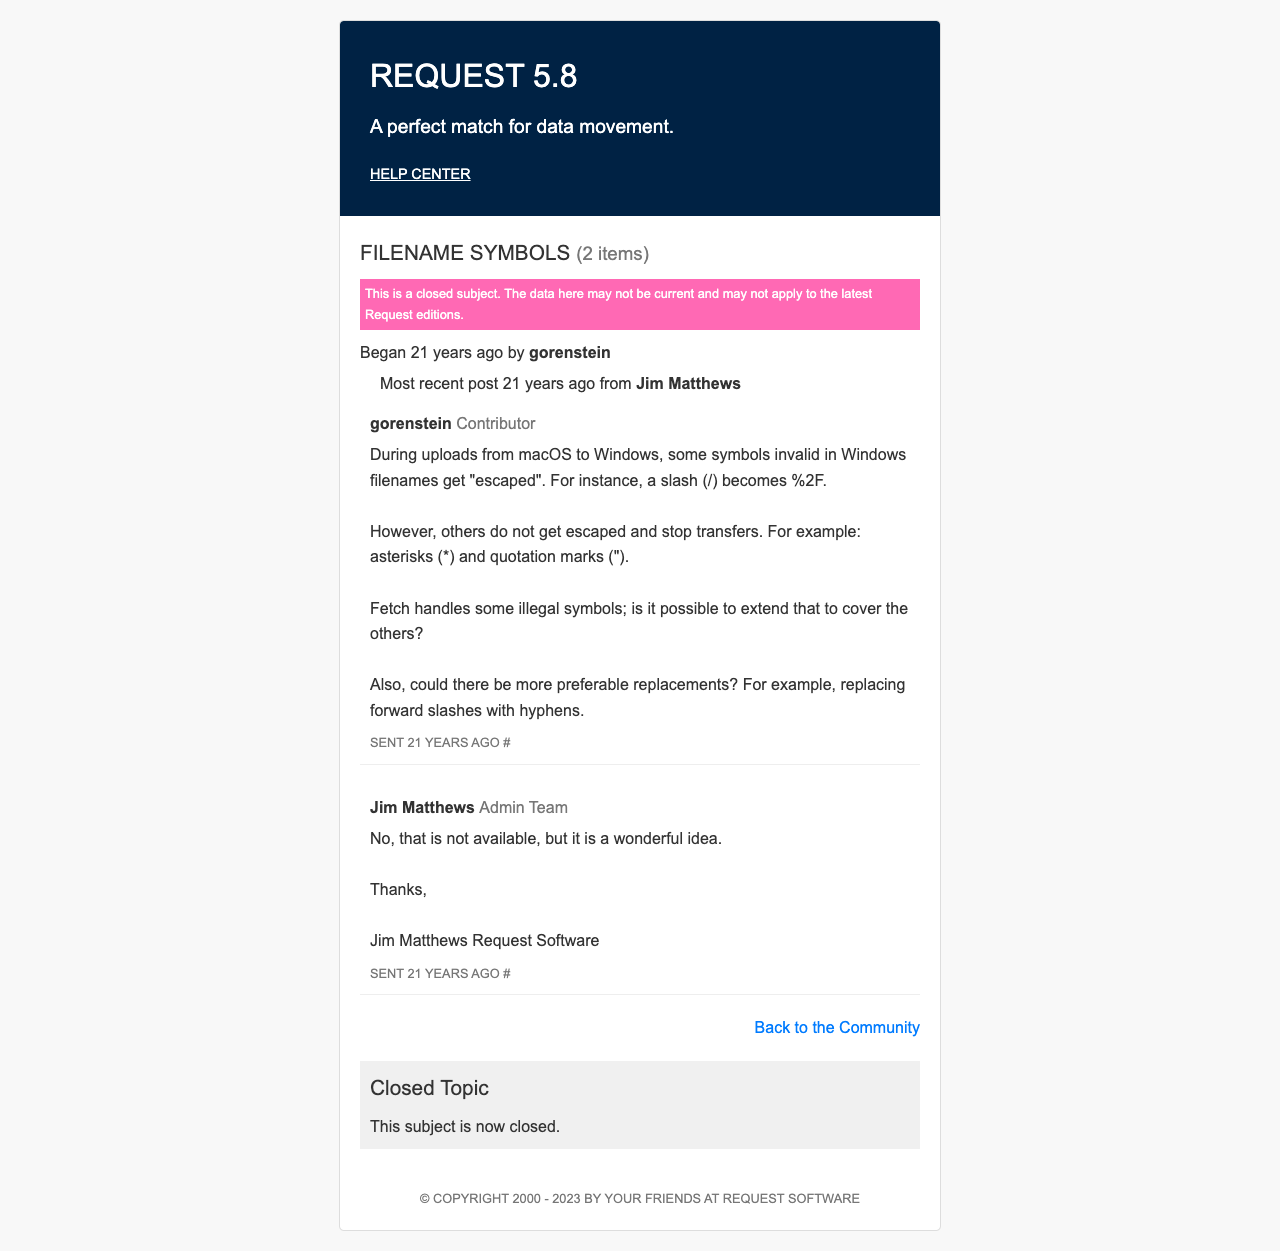 REQUEST 5.8
A perfect match for data movement.
HELP CENTER
FILENAME SYMBOLS (2 items)
This is a closed subject. The data here may not be current and may not apply to the latest
Request editions.
Began 21 years ago by gorenstein
Most recent post 21 years ago from Jim Matthews
gorenstein Contributor
During uploads from macOS to Windows, some symbols invalid in Windows
filenames get "escaped". For instance, a slash (/) becomes %2F.
However, others do not get escaped and stop transfers. For example:
asterisks (*) and quotation marks (").
Fetch handles some illegal symbols; is it possible to extend that to cover the
others?
Also, could there be more preferable replacements? For example, replacing
forward slashes with hyphens.
SENT 21 YEARS AGO #
Jim Matthews Admin Team
No, that is not available, but it is a wonderful idea.
Thanks,
Jim Matthews Request Software
SENT 21 YEARS AGO #
Back to the Community
Closed Topic
This subject is now closed.
© COPYRIGHT 2000 - 2023 BY YOUR FRIENDS AT REQUEST SOFTWARE